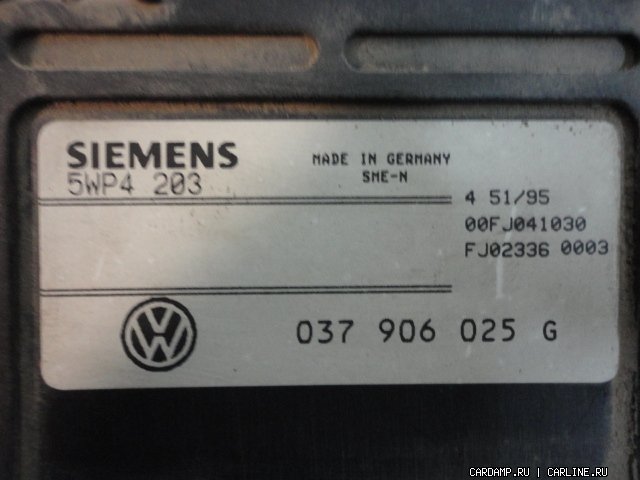 SIEMENS
5WP4 203
MADE IN GERMANY
SME-N
4 51/95
00FJ041030
FJ02336 0003
VW
037 906 025 G
CARDAMP.RU | CARLINE.RU